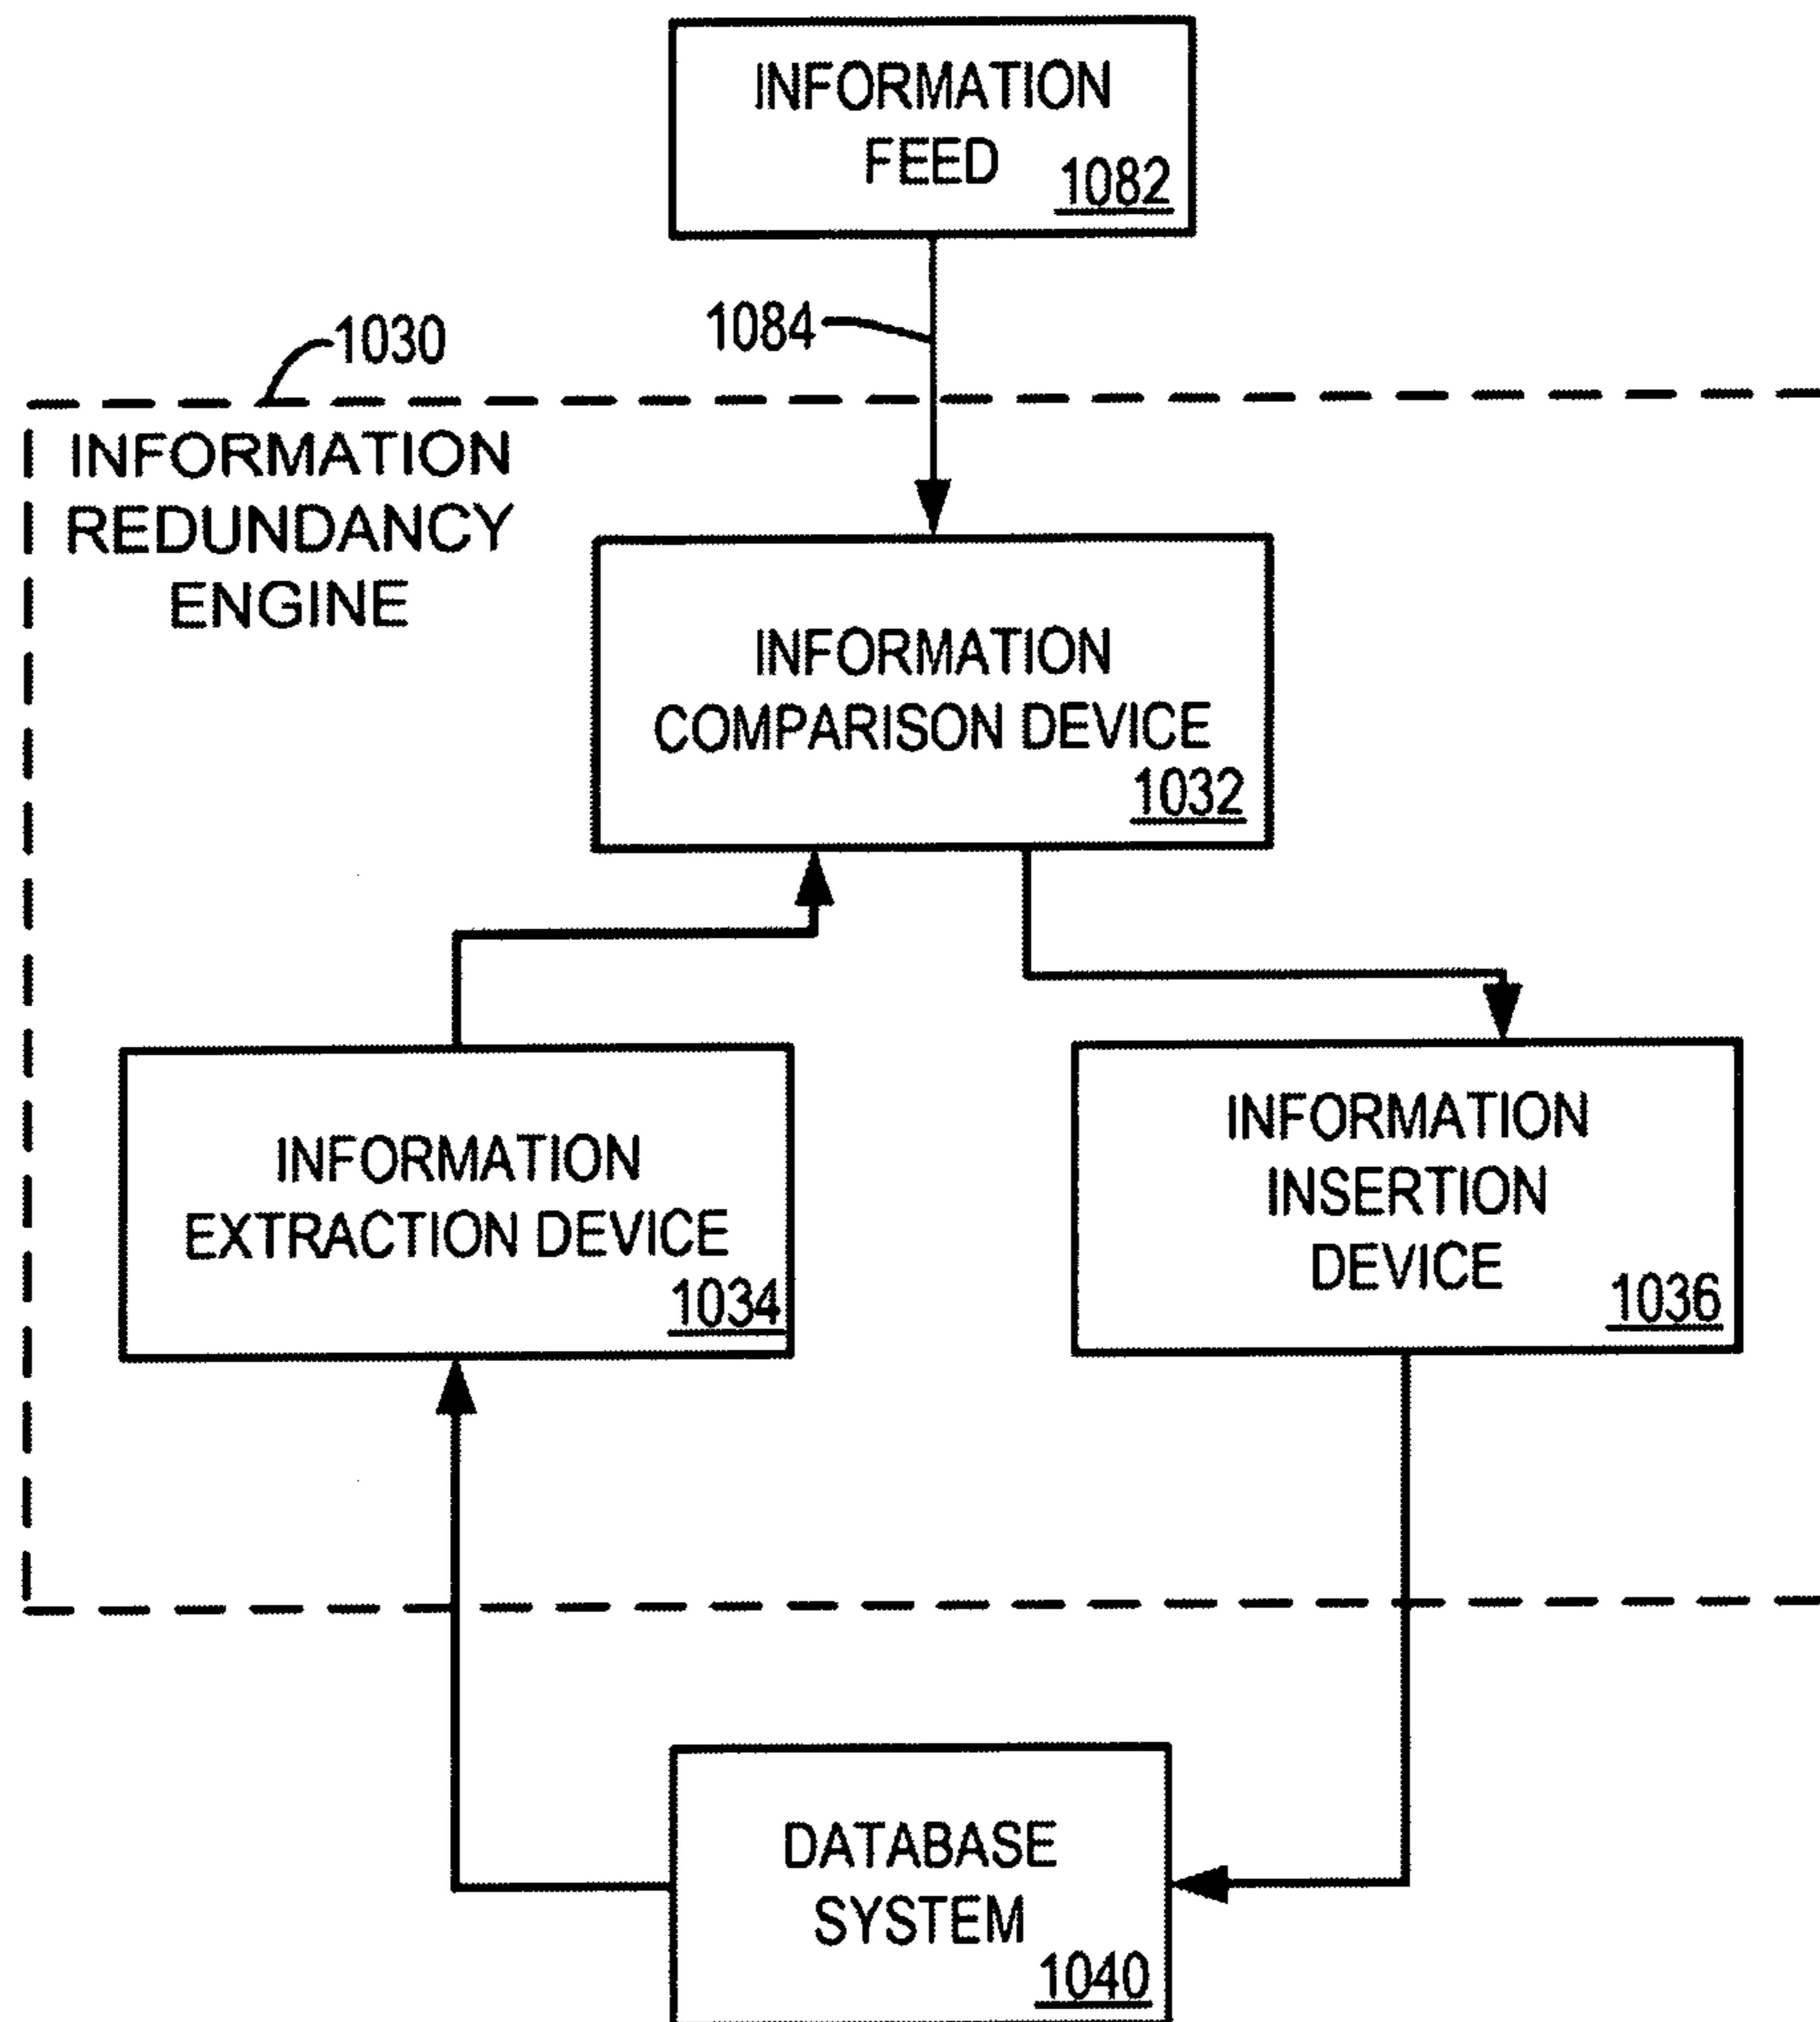 INFORMATION
FEED
1082
1084
1030
INFORMATION
REDUNDANCY
ENGINE
INFORMATION
COMPARISON DEVICE
1032
INFORMATION
EXTRACTION DEVICE
1034
INFORMATION
INSERTION
DEVICE
1036
DATABASE
SYSTEM
1040